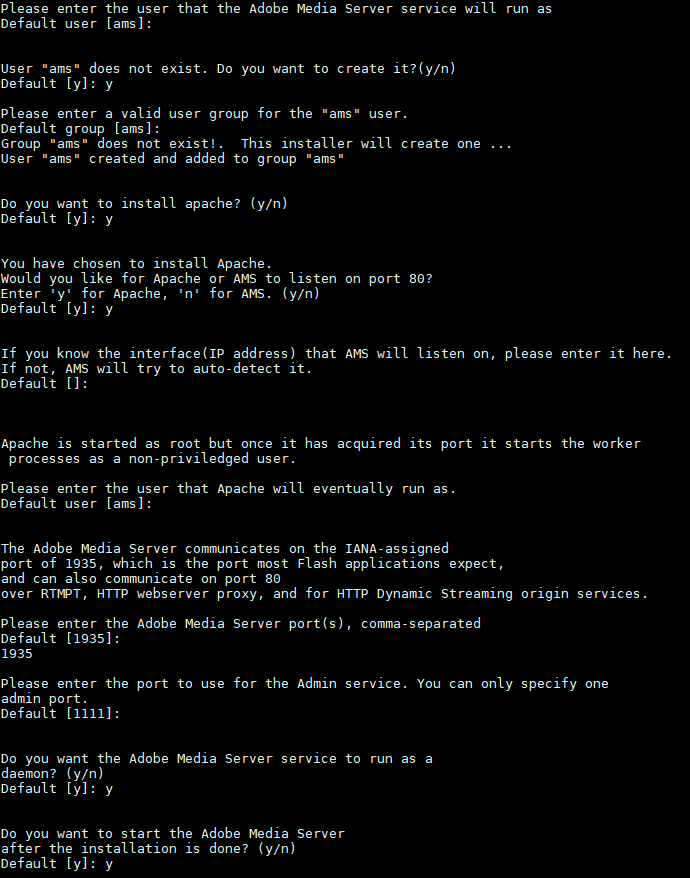 Please enter the user that the Adobe Media Server service will run as
Default user [ams]:
User "ams" does not exist. Do you want to create it?(y/n)
Default [y]: y
Please enter a valid user group for the "ams" user.
Default group [ams]:
Group "ams" does not exist!.  This installer will create one ...
User "ams" created and added to group "ams"
Do you want to install apache? (y/n)
Default [y]: y
You have chosen to install Apache.
Would you like for Apache or AMS to listen on port 80?
Enter 'y' for Apache, 'n' for AMS. (y/n)
Default [y]: y
If you know the interface(IP address) that AMS will listen on, please enter it here.
If not, AMS will try to auto-detect it.
Default []:
Apache is started as root but once it has acquired its port it starts the worker
 processes as a non-priviledged user.
Please enter the user that Apache will eventually run as.
Default user [ams]:
The Adobe Media Server communicates on the IANA-assigned
port of 1935, which is the port most Flash applications expect,
and can also communicate on port 80
over RTMPT, HTTP webserver proxy, and for HTTP Dynamic Streaming origin services.
Please enter the Adobe Media Server port(s), comma-separated
Default [1935]:
1935
Please enter the port to use for the Admin service. You can only specify one
admin port.
Default [1111]:
Do you want the Adobe Media Server service to run as a
daemon? (y/n)
Default [y]: y
Do you want to start the Adobe Media Server
after the installation is done? (y/n)
Default [y]: y